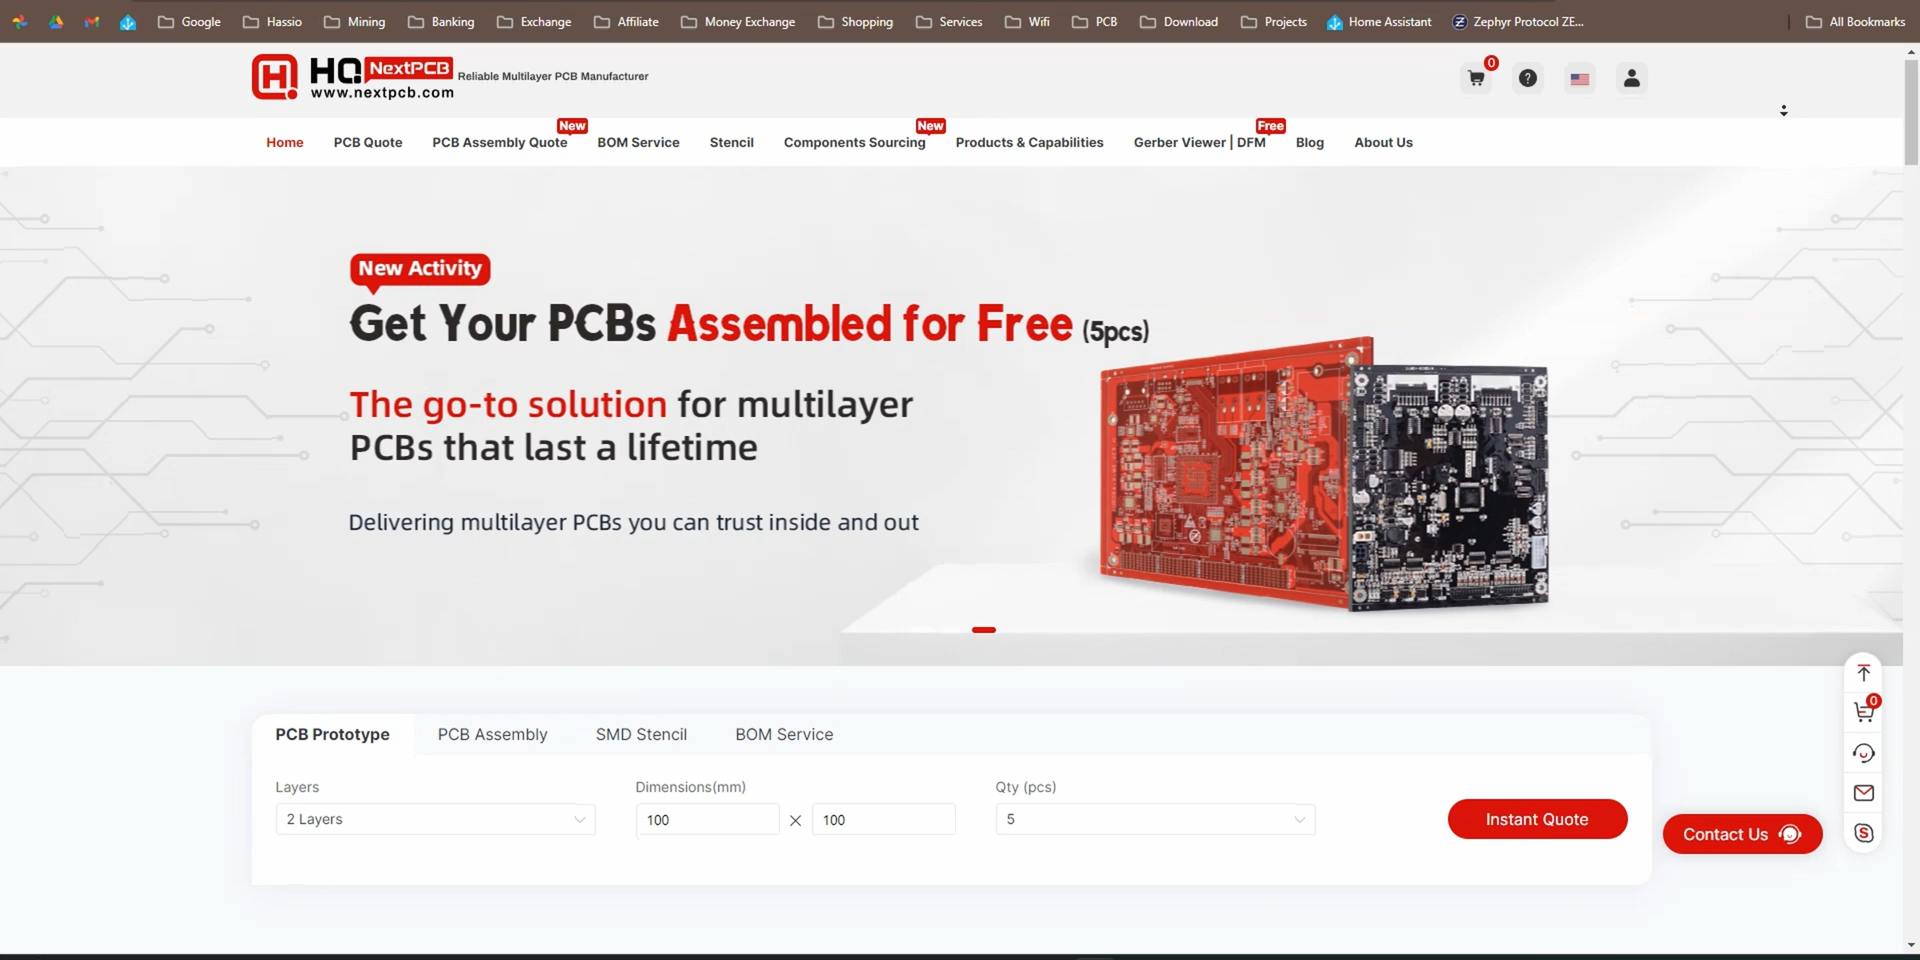 Google Hassio Mining Banking Exchange Affiliate Money Exchange Shopping Services Wifi PCB Download Projects Home Assistant Zephyr Protocol ZE... All Bookmarks
HQ NextPCB Reliable Multilayer PCB Manufacturer
www.nextpcb.com
0
New New Free
Home PCB Quote PCB Assembly Quote BOM Service Stencil Components Sourcing Products & Capabilities Gerber Viewer | DFM Blog About Us
New Activity
Get Your PCBs Assembled for Free (5pcs)
The go-to solution for multilayer
PCBs that last a lifetime
Delivering multilayer PCBs you can trust inside and out
0
PCB Prototype PCB Assembly SMD Stencil BOM Service
Layers Dimensions(mm) Qty (pcs)
2 Layers 100 × 100 5 Instant Quote
Contact Us